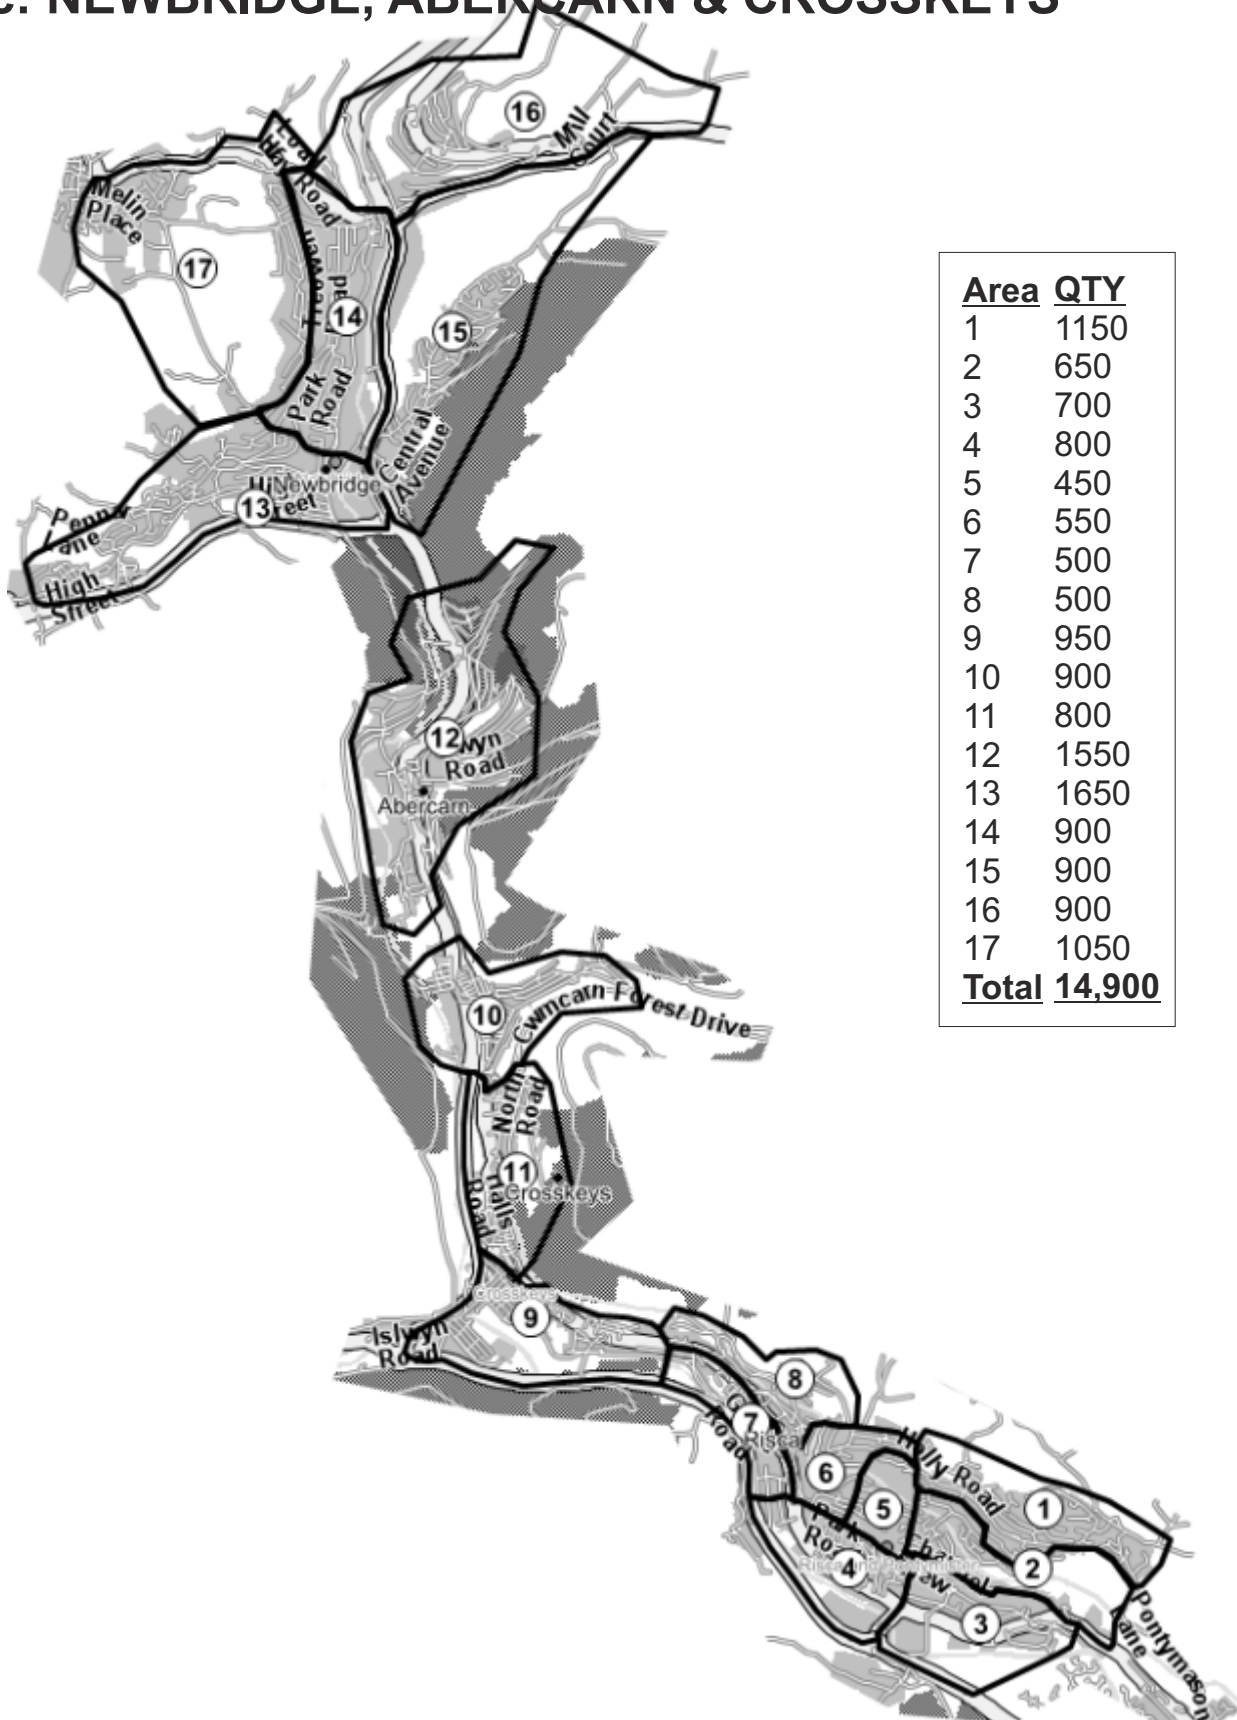 C: NEWBRIDGE, ABERCARN & CROSSKEYS
16
Mill
Court
Road
Melin
Place
17
14
15
Park
Road
Central
Avenue
Newbridge
13
Penny
Lane
High
Street
12
Road
Abercarn
10
Cwmcarn Forest Drive
North
Road
11
Halls
Road
Crosskeys
Crosskeys
9
Islwyn
Road
8
7
Road
Risca
6
Holly Road
5
1
Park
4
2
3
Pontymason
Lane
Area QTY
1 1150
2 650
3 700
4 800
5 450
6 550
7 500
8 500
9 950
10 900
11 800
12 1550
13 1650
14 900
15 900
16 900
17 1050
Total 14,900